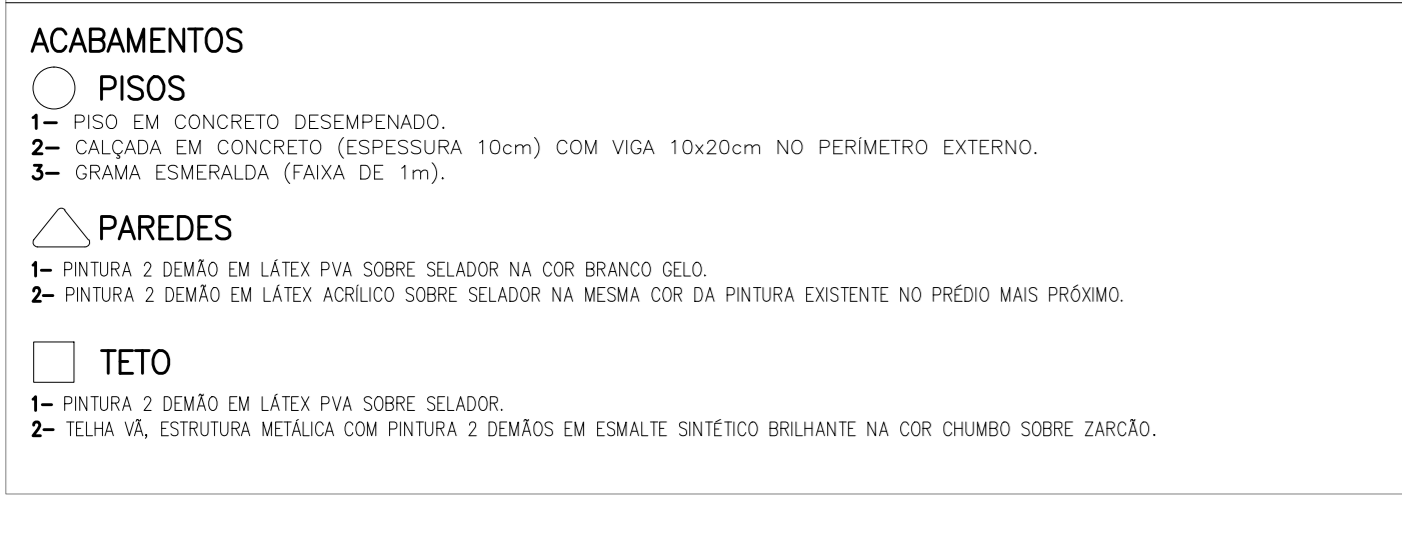 ACABAMENTOS
PISOS
1– PISO EM CONCRETO DESEMPENADO.
2– CALÇADA EM CONCRETO (ESPESSURA 10cm) COM VIGA 10x20cm NO PERÍMETRO EXTERNO.
3– GRAMA ESMERALDA (FAIXA DE 1m).
PAREDES
1– PINTURA 2 DEMÃO EM LÁTEX PVA SOBRE SELADOR NA COR BRANCO GELO.
2– PINTURA 2 DEMÃO EM LÁTEX ACRÍLICO SOBRE SELADOR NA MESMA COR DA PINTURA EXISTENTE NO PRÉDIO MAIS PRÓXIMO.
TETO
1– PINTURA 2 DEMÃO EM LÁTEX PVA SOBRE SELADOR.
2– TELHA VÃ, ESTRUTURA METÁLICA COM PINTURA 2 DEMÃOS EM ESMALTE SINTÉTICO BRILHANTE NA COR CHUMBO SOBRE ZARCÃO.